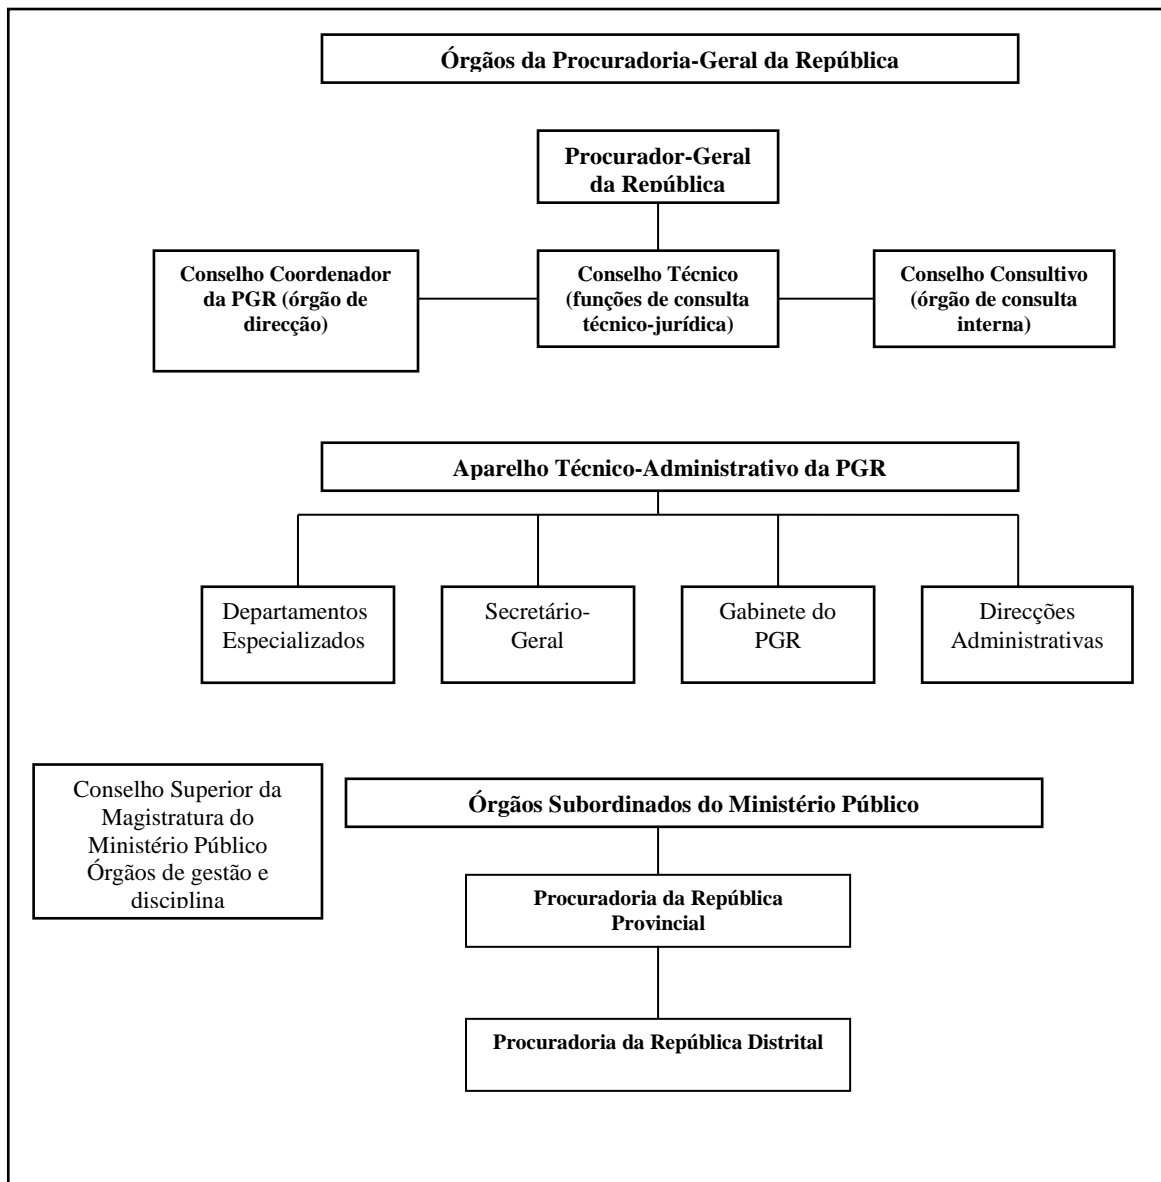 Órgãos da Procuradoria-Geral da República
Procurador-Geral
da República
Conselho Coordenador
da PGR (órgão de
direcção)
Conselho Técnico
(funções de consulta
técnico-jurídica)
Conselho Consultivo
(órgão de consulta
interna)
Aparelho Técnico-Administrativo da PGR
Departamentos
Especializados
Secretário-
Geral
Gabinete do
PGR
Direcções
Administrativas
Conselho Superior da
Magistratura do
Ministério Público
Órgãos de gestão e
disciplina
Órgãos Subordinados do Ministério Público
Procuradoria da República
Provincial
Procuradoria da República Distrital